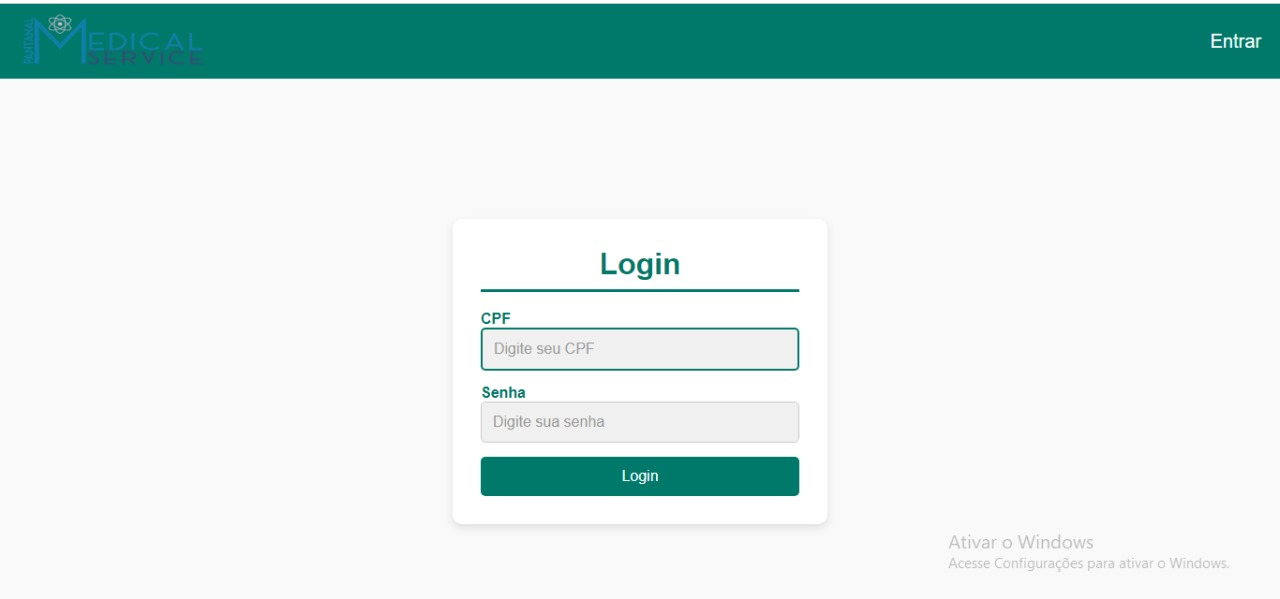 PANTANAL
MEDICAL
SERVICE
Entrar
Login
CPF
Digite seu CPF
Senha
Digite sua senha
Login
Ativar o Windows
Acesse Configurações para ativar o Windows.